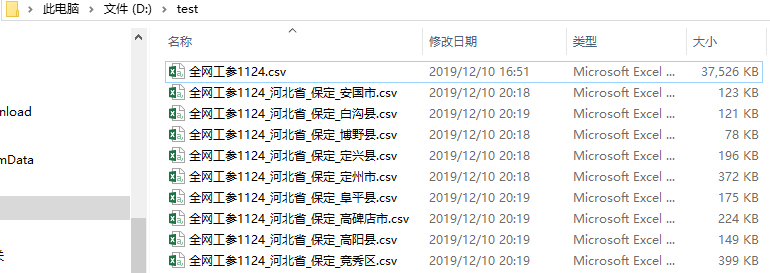 此电脑 > 文件 (D:) > test
名称 修改日期 类型 大小
全网工参1124.csv 2019/12/10 16:51 Microsoft Excel ... 37,526 KB
全网工参1124_河北省_保定_安国市.csv 2019/12/10 20:18 Microsoft Excel ... 123 KB
全网工参1124_河北省_保定_白沟县.csv 2019/12/10 20:19 Microsoft Excel ... 121 KB
nload
全网工参1124_河北省_保定_博野县.csv 2019/12/10 20:18 Microsoft Excel ... 78 KB
全网工参1124_河北省_保定_定兴县.csv 2019/12/10 20:18 Microsoft Excel ... 196 KB
mData
全网工参1124_河北省_保定_定州市.csv 2019/12/10 20:18 Microsoft Excel ... 372 KB
全网工参1124_河北省_保定_阜平县.csv 2019/12/10 20:19 Microsoft Excel ... 175 KB
全网工参1124_河北省_保定_高碑店市.csv 2019/12/10 20:19 Microsoft Excel ... 224 KB
全网工参1124_河北省_保定_高阳县.csv 2019/12/10 20:19 Microsoft Excel ... 149 KB
全网工参1124_河北省_保定_竞秀区.csv 2019/12/10 20:19 Microsoft Excel ... 399 KB